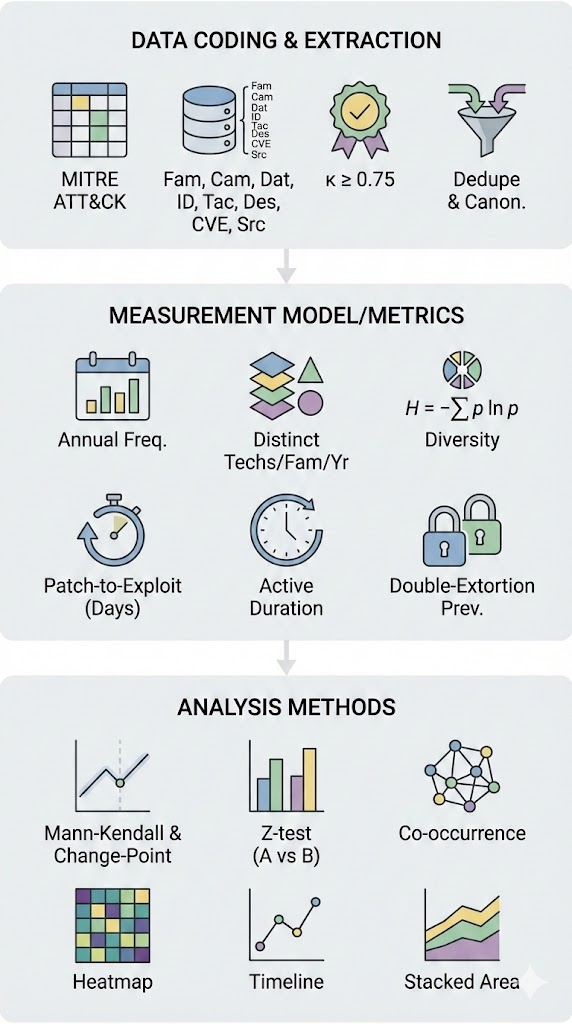 DATA CODING & EXTRACTION
Fam
Cam
Dat
ID
Tac
Des
CVE
Src
MITRE
ATT&CK
Fam, Cam, Dat,
ID, Tac, Des,
CVE, Src
κ ≥ 0.75
Dedupe
& Canon.
MEASUREMENT MODEL/METRICS
Annual Freq.
Distinct
Techs/Fam/Yr
H = −∑ p ln p
Diversity
Patch-to-Exploit
(Days)
Active
Duration
Double-Extortion
Prev.
ANALYSIS METHODS
Mann-Kendall &
Change-Point
Z-test
(A vs B)
Co-occurrence
Heatmap
Timeline
Stacked Area